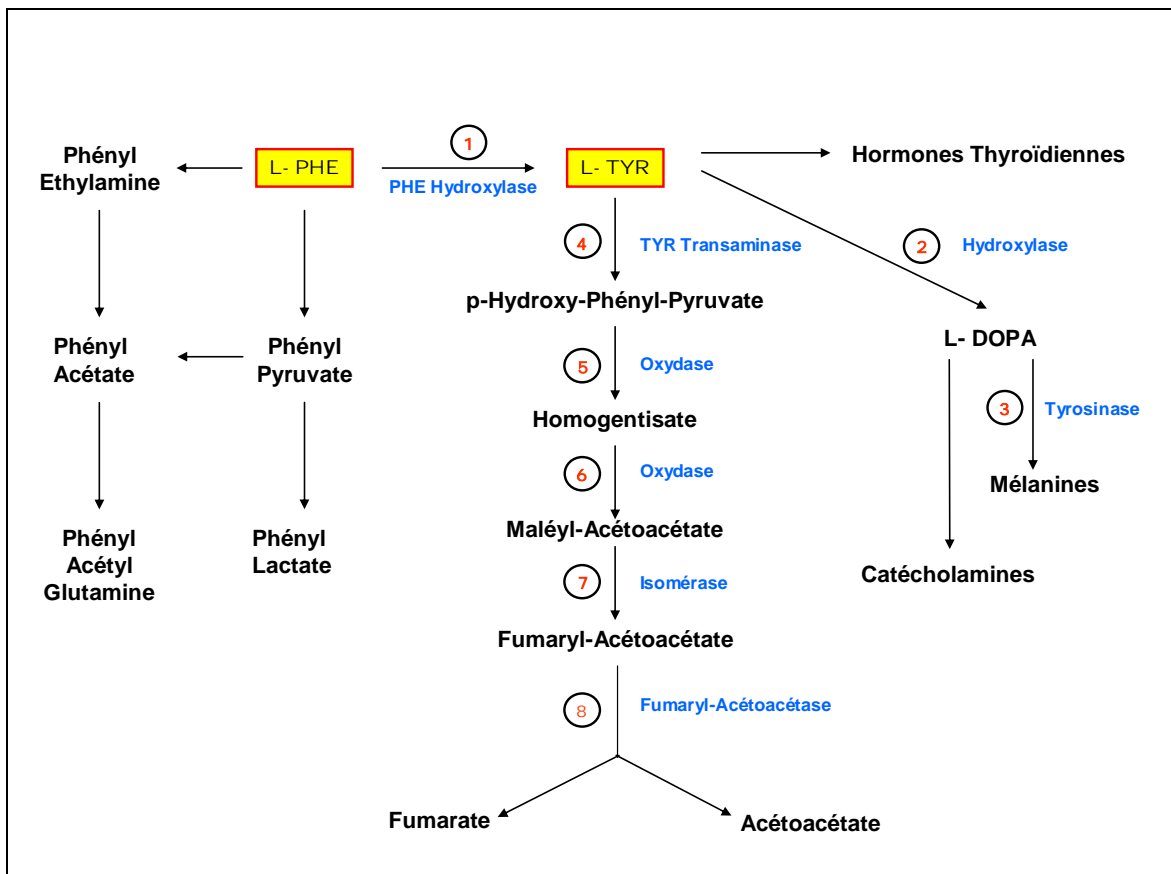 1
Phényl
Ethylamine
L- PHE
PHE Hydroxylase
L- TYR
Hormones Thyroïdiennes
4
TYR Transaminase
2
Hydroxylase
p-Hydroxy-Phényl-Pyruvate
Phényl
Acétate
Phényl
Pyruvate
5
Oxydase
L- DOPA
3
Tyrosinase
Homogentisate
6
Oxydase
Mélanines
Phényl
Acétyl
Glutamine
Phényl
Lactate
Maléyl-Acétoacétate
7
Isomérase
Catécholamines
Fumaryl-Acétoacétate
8
Fumaryl-Acétoacétase
Fumarate
Acétoacétate